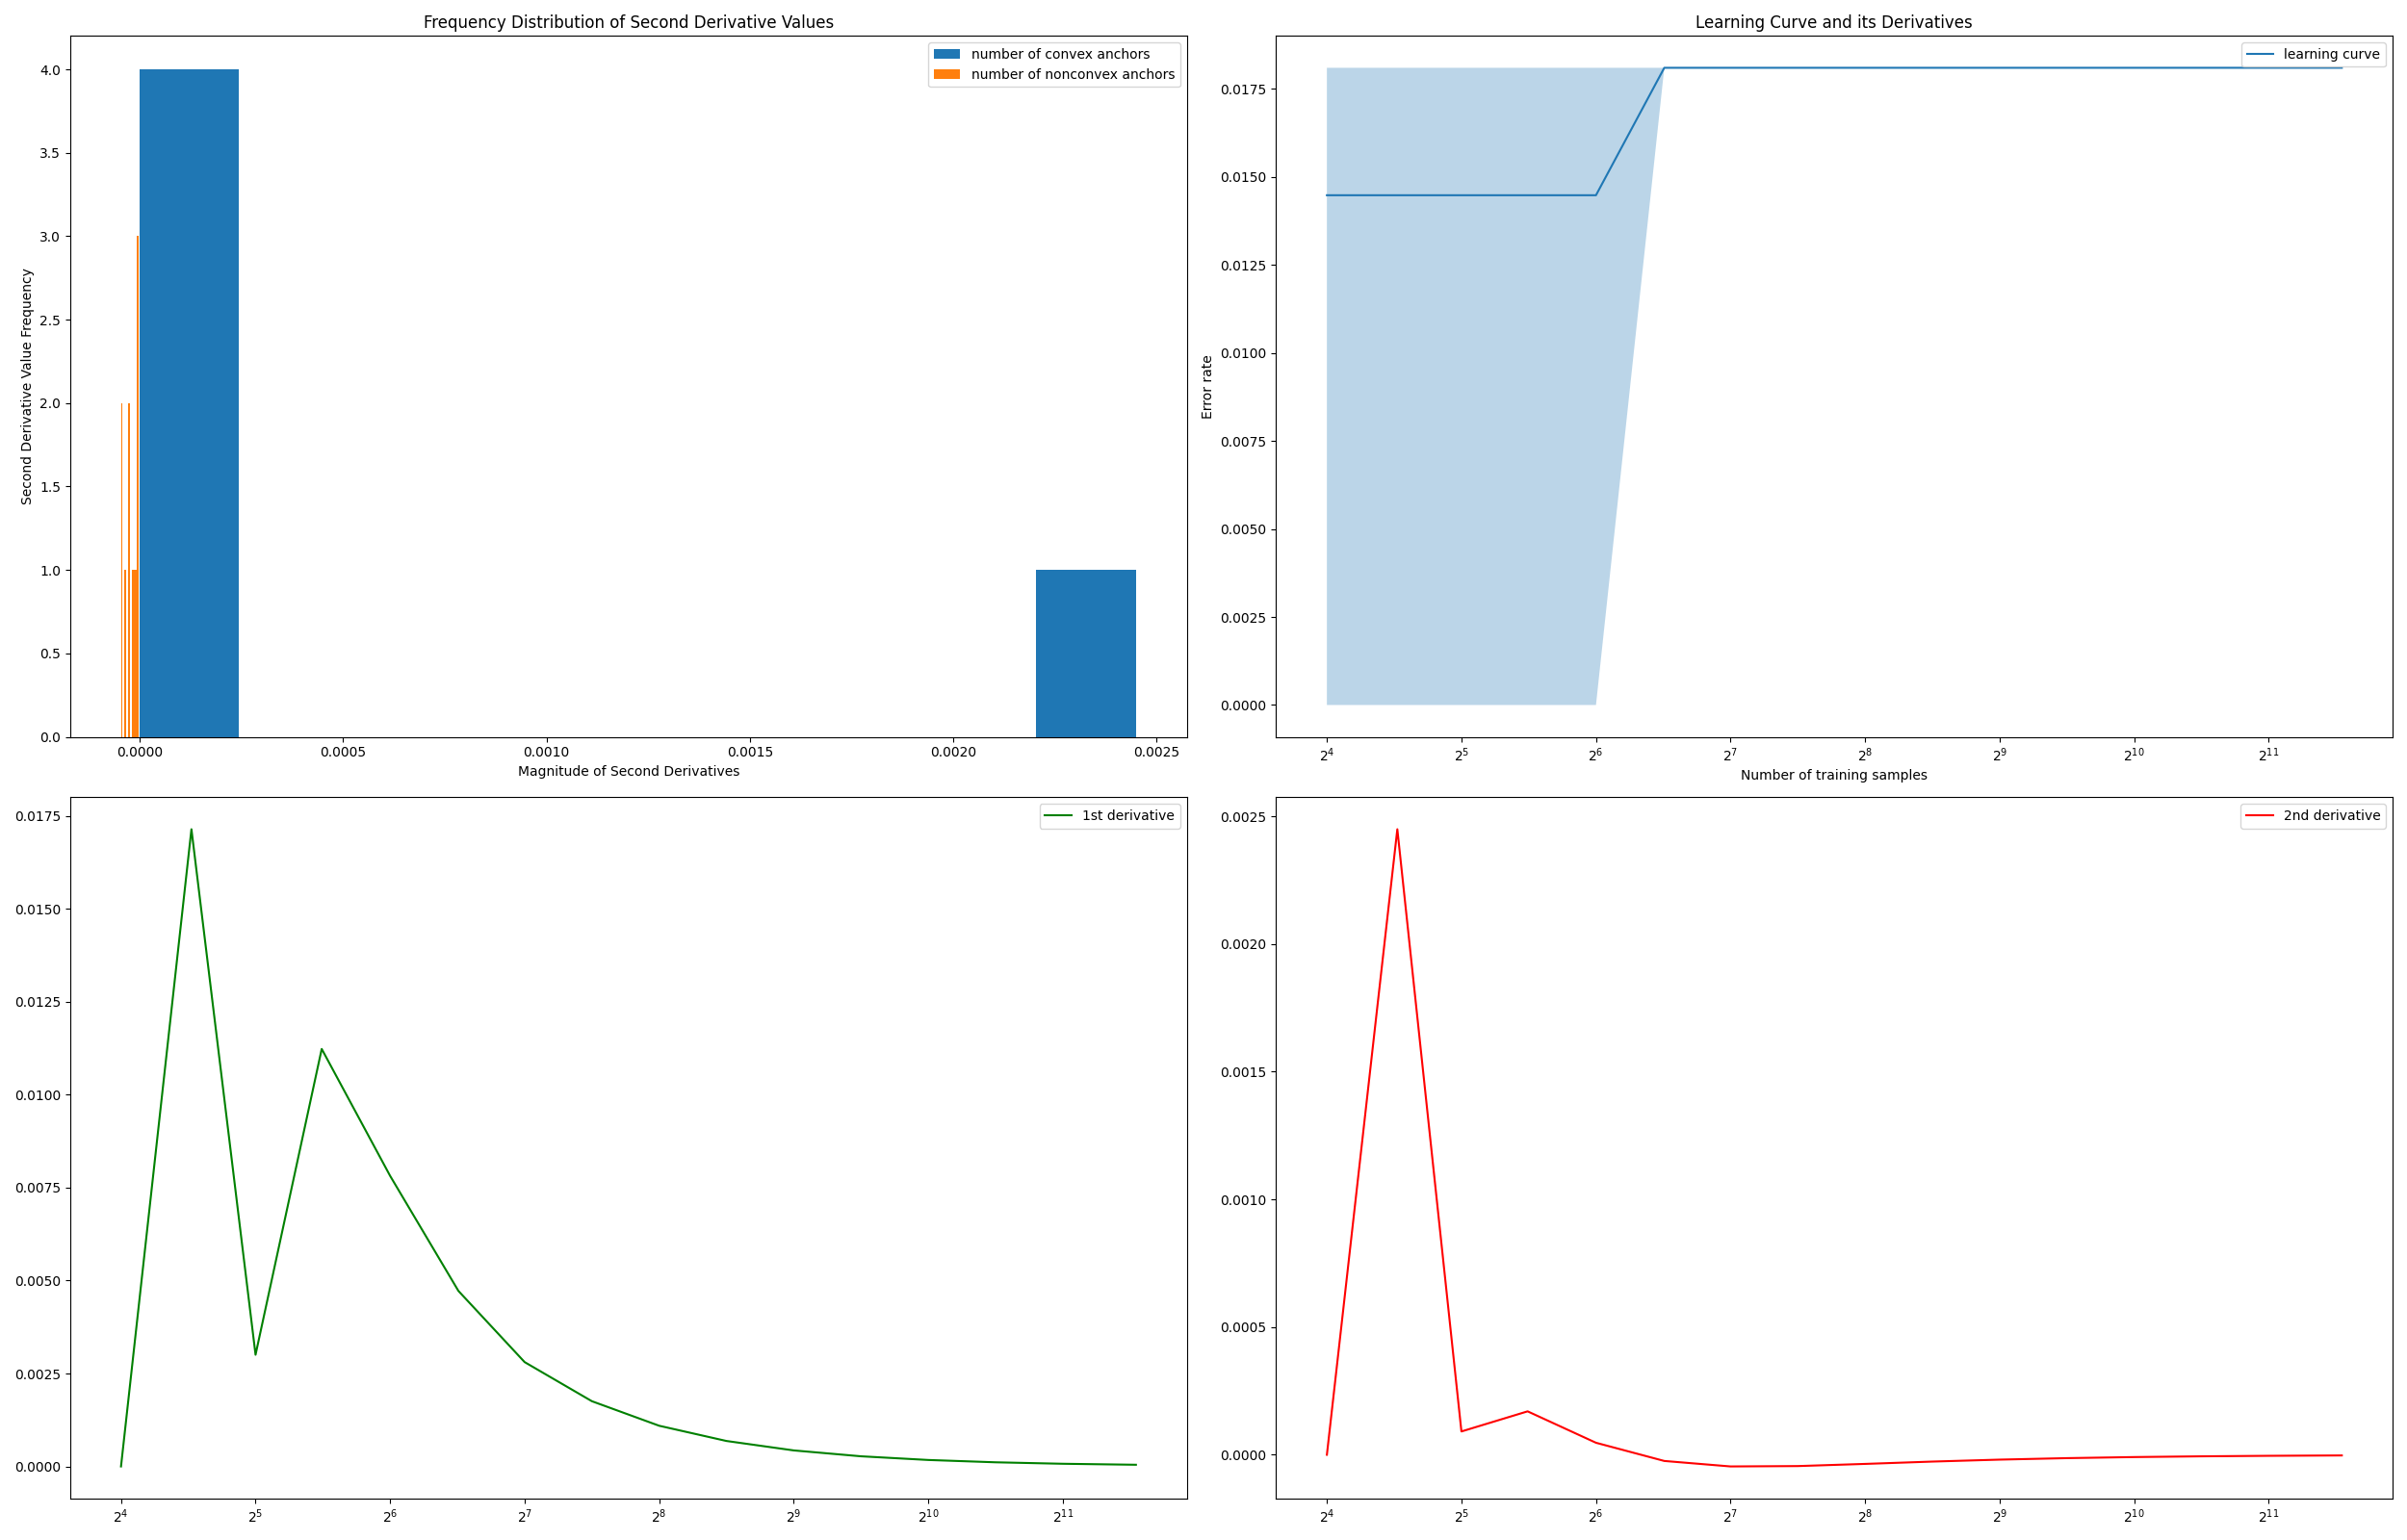 Frequency Distribution of Second Derivative Values
number of convex anchors
number of nonconvex anchors
Second Derivative Value Frequency
4.0
3.5
3.0
2.5
2.0
1.5
1.0
0.5
0.0
0.0000 0.0005 0.0010 0.0015 0.0020 0.0025
Magnitude of Second Derivatives
Learning Curve and its Derivatives
learning curve
Error rate
0.0175
0.0150
0.0125
0.0100
0.0075
0.0050
0.0025
0.0000
2^4 2^5 2^6 2^7 2^8 2^9 2^10 2^11
Number of training samples
1st derivative
0.0175
0.0150
0.0125
0.0100
0.0075
0.0050
0.0025
0.0000
2^4 2^5 2^6 2^7 2^8 2^9 2^10 2^11
2nd derivative
0.0025
0.0020
0.0015
0.0010
0.0005
0.0000
2^4 2^5 2^6 2^7 2^8 2^9 2^10 2^11